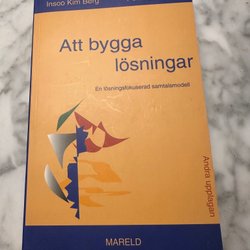 Insoo Kim Berg
Att bygga
lösningar
En lösningsfokuserad samtalsmodell
Andra upplagan
MARELD